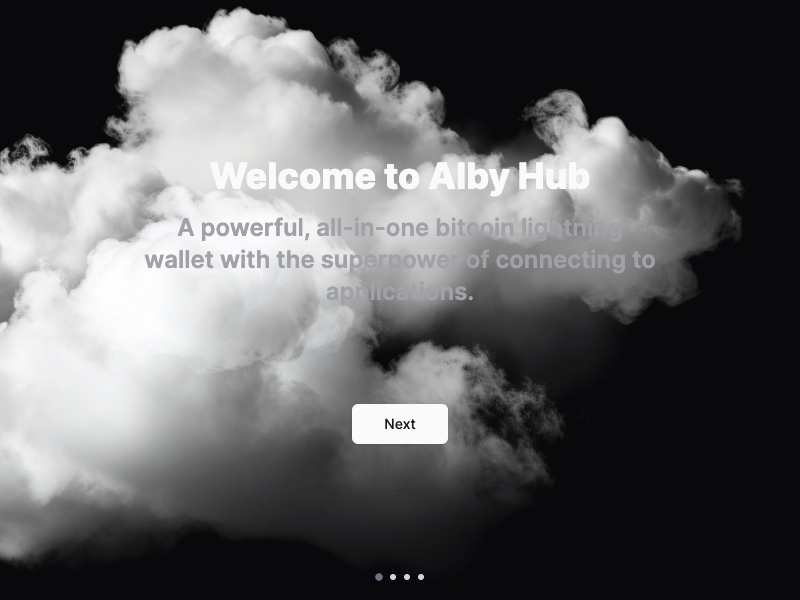 Welcome to Alby Hub
A powerful, all-in-one bitcoin lightning
wallet with the superpower of connecting to
applications.
Next